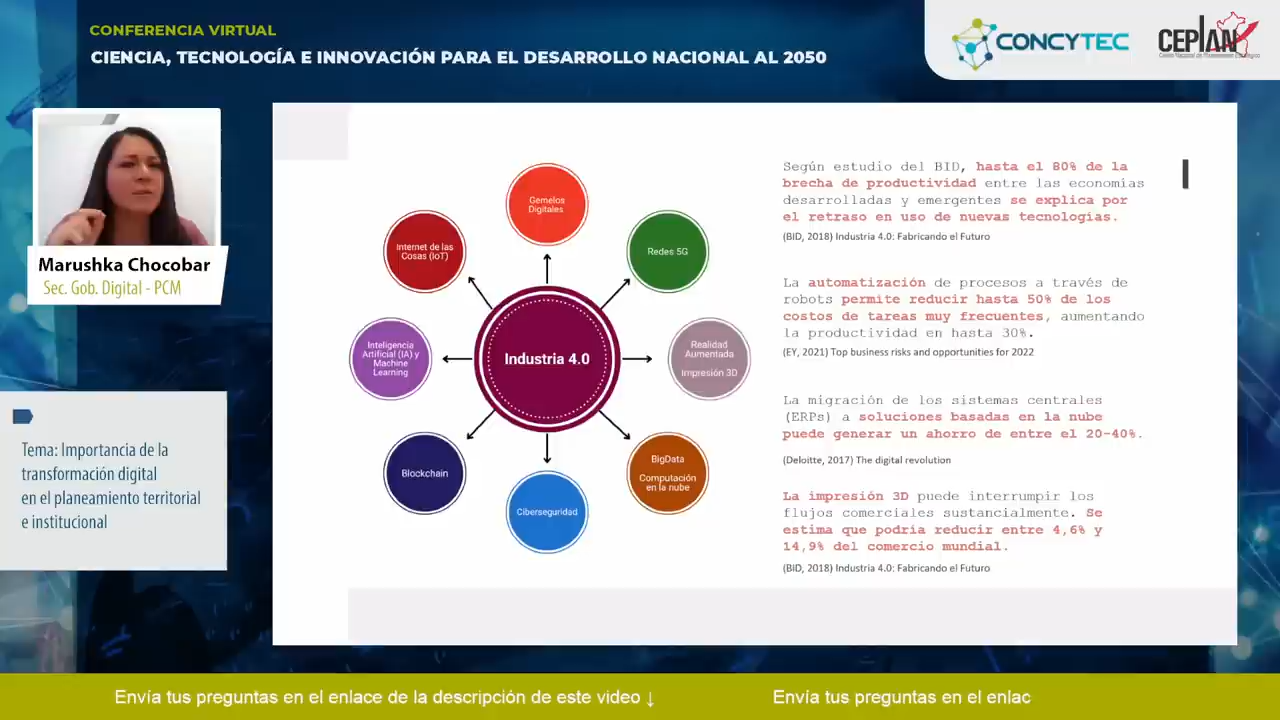 CONFERENCIA VIRTUAL
CIENCIA, TECNOLOGÍA E INNOVACIÓN PARA EL DESARROLLO NACIONAL AL 2050
CONCYTEC
CEPLAN
Centro Nacional de Planeamiento Estratégico
Marushka Chocobar
Sec. Gob. Digital - PCM
Tema: Importancia de la
transformación digital
en el planeamiento territorial
e institucional
Gemelos
Digitales
Internet de las
Cosas (IoT)
Redes 5G
Inteligencia
Artificial (IA) y
Machine
Learning
Industria 4.0
Realidad
Aumentada
Impresión 3D
Blockchain
BigData
Computación
en la nube
Ciberseguridad
Según estudio del BID, hasta el 80% de la
brecha de productividad entre las economías
desarrolladas y emergentes se explica por
el retraso en uso de nuevas tecnologías.
(BID, 2018) Industria 4.0: Fabricando el Futuro
La automatización de procesos a través de
robots permite reducir hasta 50% de los
costos de tareas muy frecuentes, aumentando
la productividad en hasta 30%.
(EY, 2021) Top business risks and opportunities for 2022
La migración de los sistemas centrales
(ERPs) a soluciones basadas en la nube
puede generar un ahorro de entre el 20-40%.
(Deloitte, 2017) The digital revolution
La impresión 3D puede interrumpir los
flujos comerciales sustancialmente. Se
estima que podría reducir entre 4,6% y
14,9% del comercio mundial.
(BID, 2018) Industria 4.0: Fabricando el Futuro
Envía tus preguntas en el enlace de la descripción de este video ↓
Envía tus preguntas en el enlac